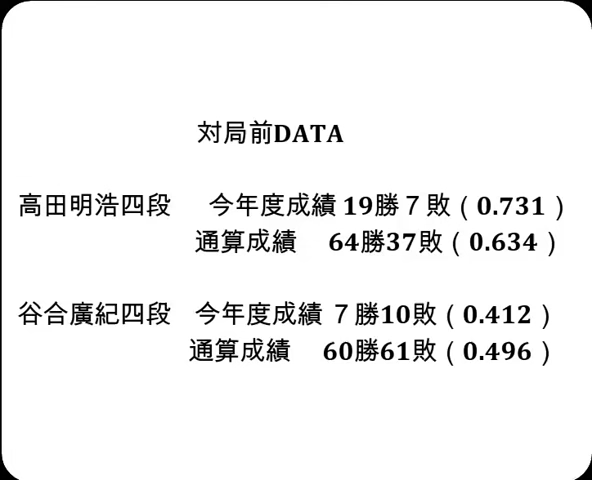 対局前DATA
高田明浩四段 今年度成績 19勝７敗（0.731）
通算成績 64勝37敗（0.634）
谷合廣紀四段 今年度成績 ７勝10敗（0.412）
通算成績 60勝61敗（0.496）